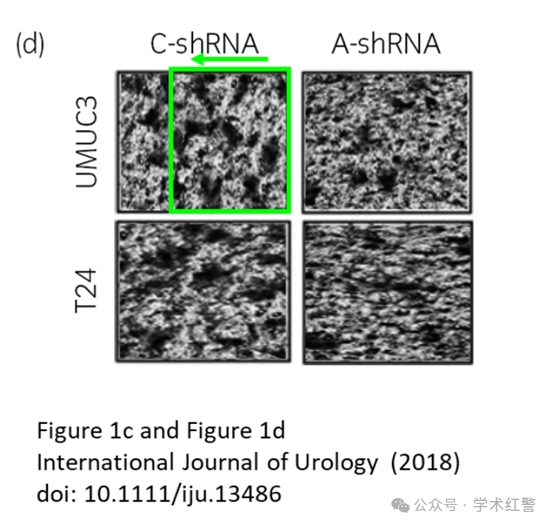 (d)
C-shRNA
A-shRNA
UMUC3
T24
Figure 1c and Figure 1d
International Journal of Urology (2018)
doi: 10.1111/iju.13486
公众号 · 学术红警